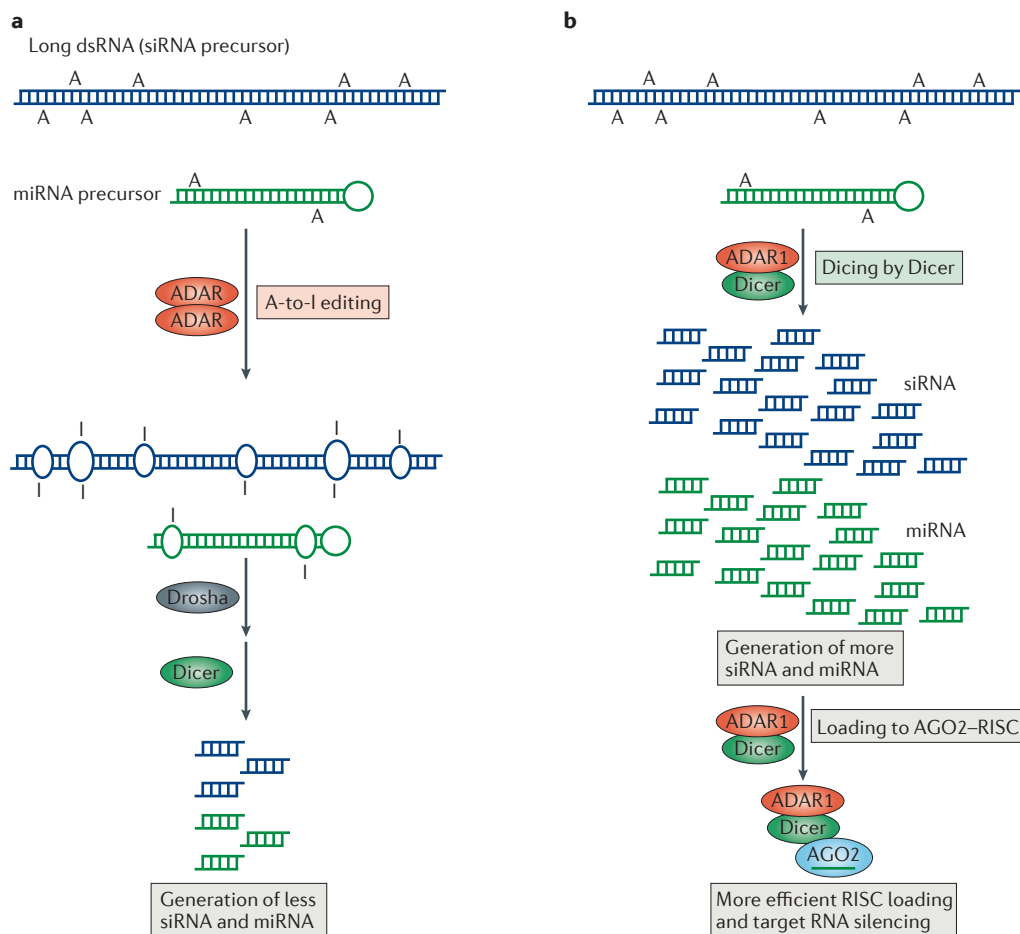 a
Long dsRNA (siRNA precursor)
A
A
A
A
A
A
A
A
miRNA precursor
A
A
ADAR
ADAR
A-to-I editing
I
I
I
I
I
I
I
I
I
I
Drosha
Dicer
Generation of less
siRNA and miRNA
b
A
A
A
A
A
A
A
A
A
A
ADAR1
Dicer
Dicing by Dicer
siRNA
miRNA
Generation of more
siRNA and miRNA
ADAR1
Dicer
Loading to AGO2–RISC
ADAR1
Dicer
AGO2
More efficient RISC loading
and target RNA silencing